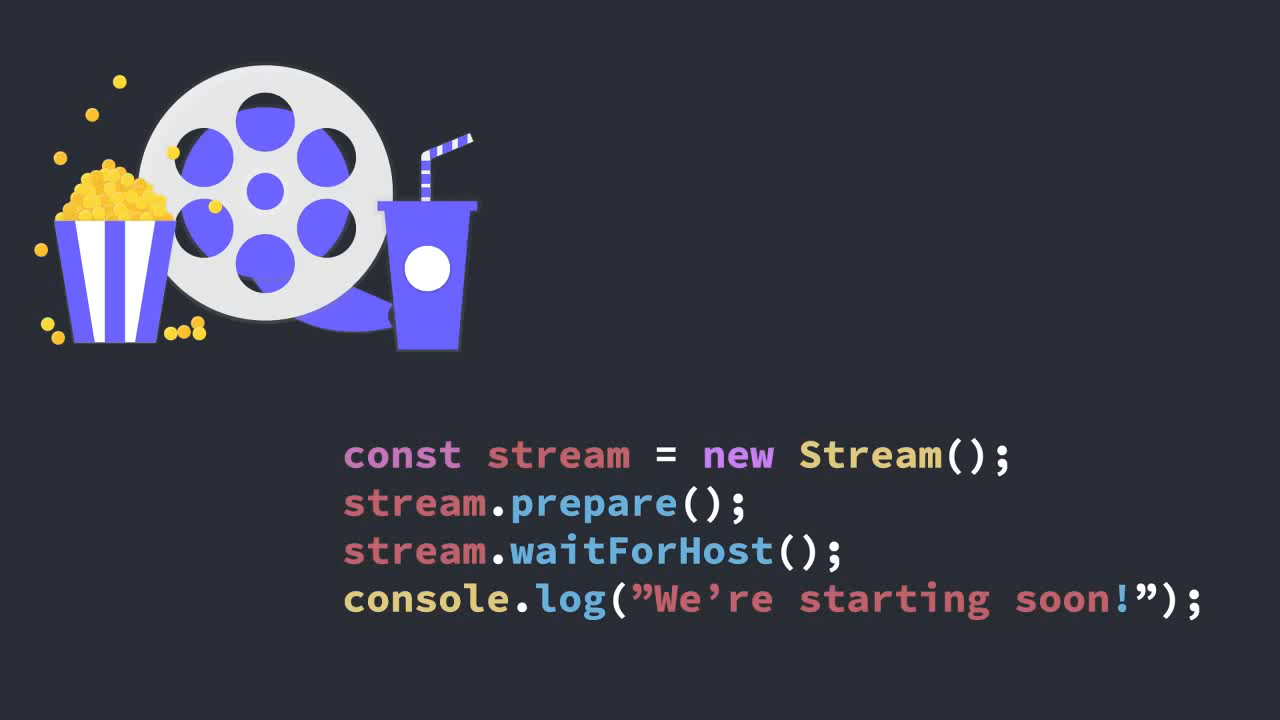 const stream = new Stream();
stream.prepare();
stream.waitForHost();
console.log(”We’re starting soon!”);